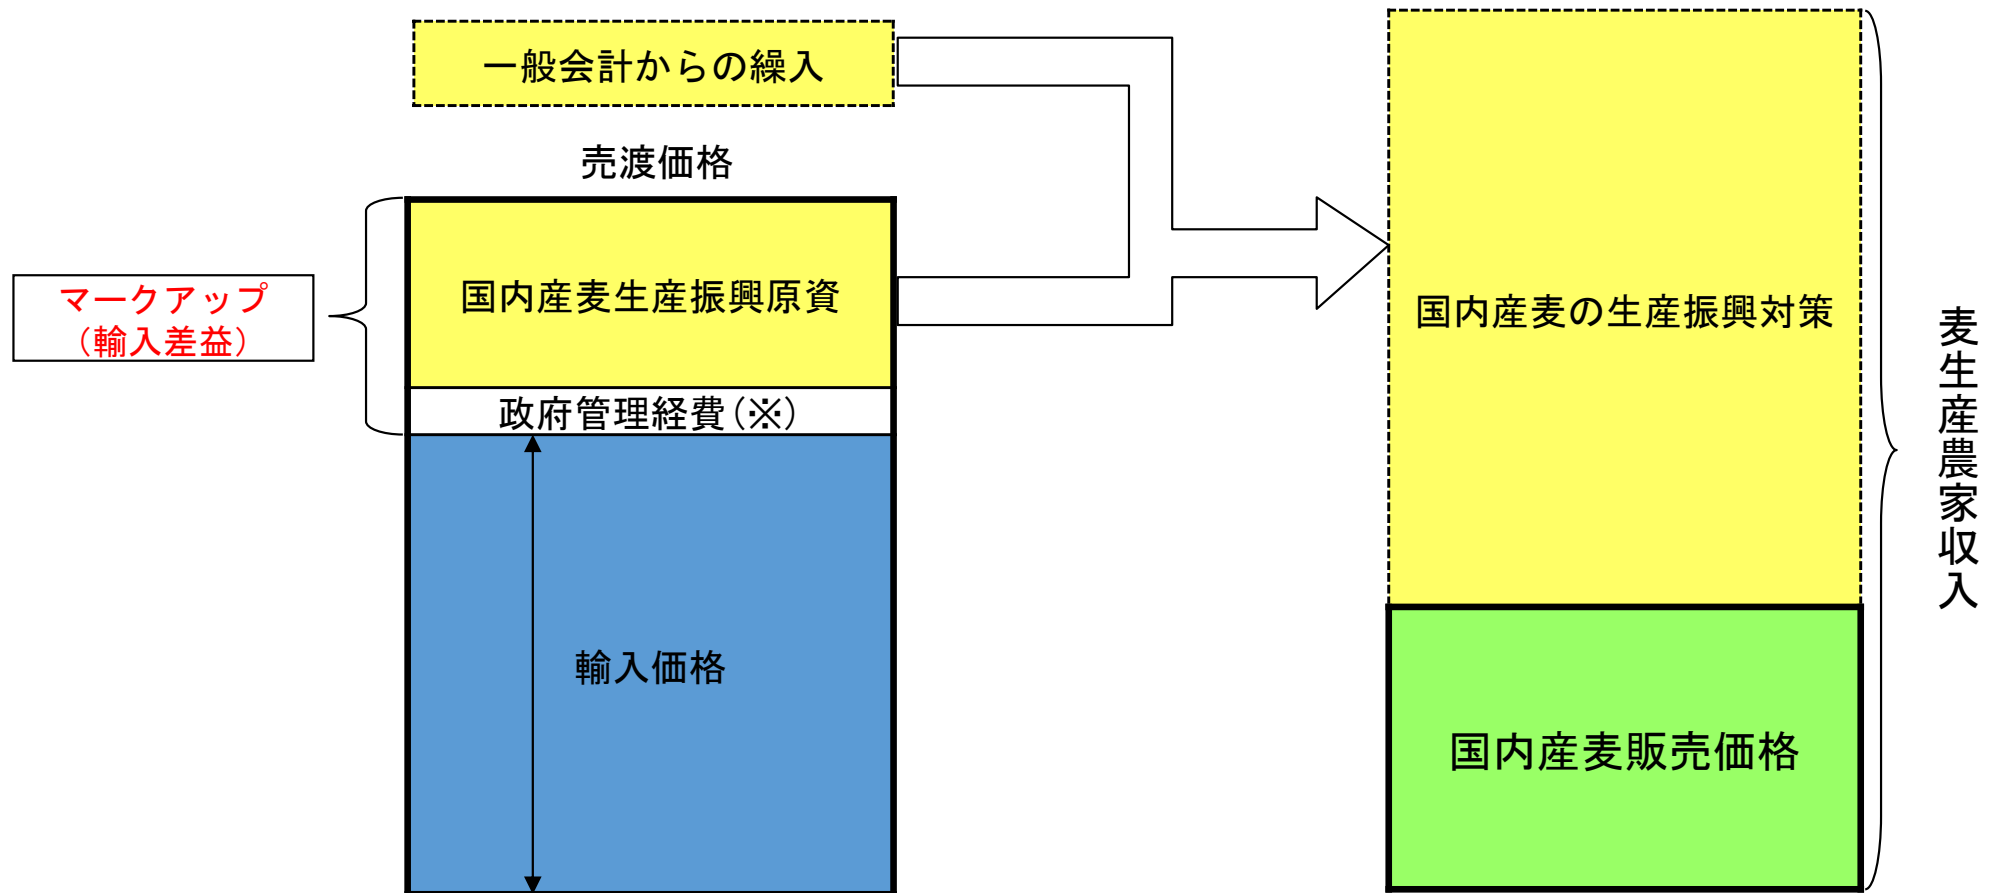 一般会計からの繰入
売渡価格
国内産麦生産振興原資
マークアップ
（輸入差益）
政府管理経費（※）
輸入価格
国内産麦の生産振興対策
国内産麦販売価格
麦生産農家収入